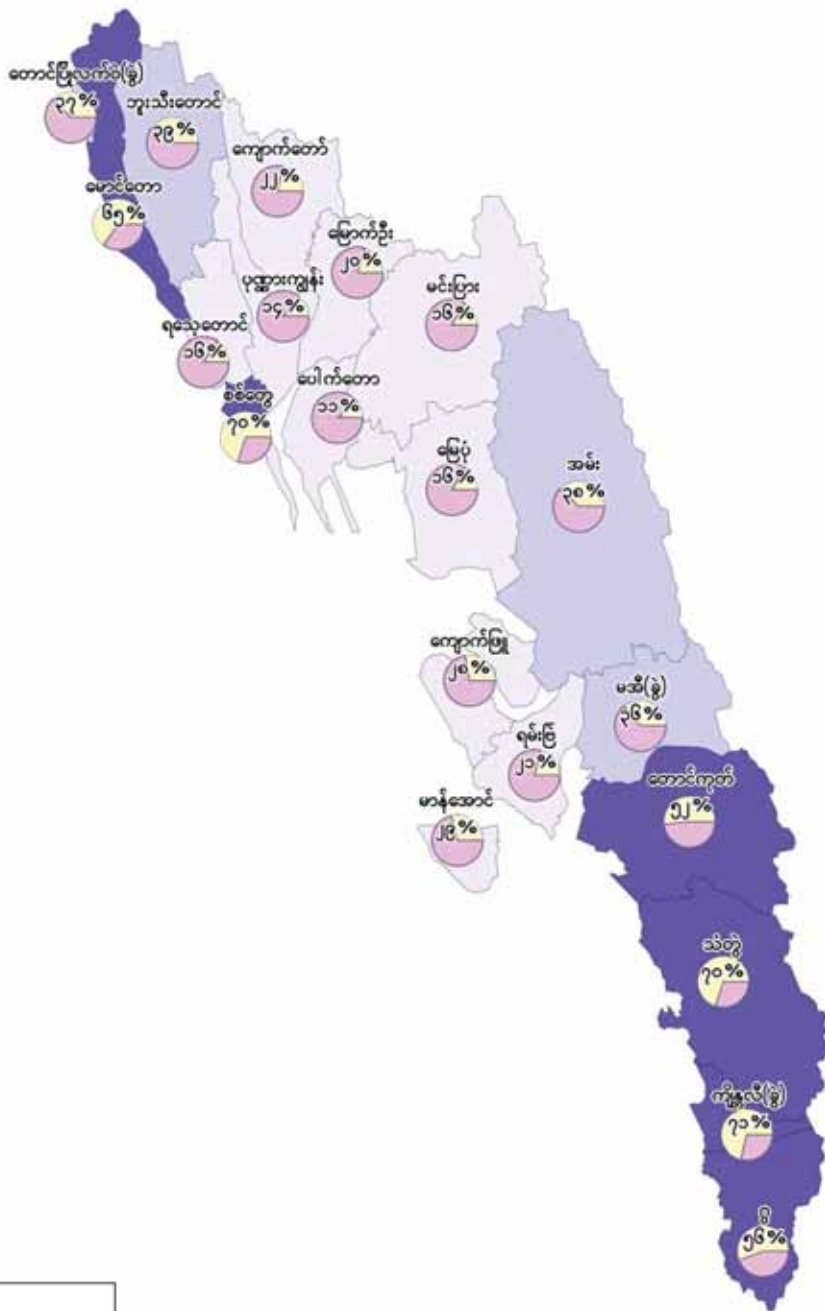 တောင်ပြိုလက်ဝဲ(ခွဲ)
၃၇%
ဘူးသီးတောင်
၃၉%
ကျောက်တော်
၂၂%
မောင်တော
၆၅%
မြောက်ဦး
၂၀%
ပုဏ္ဏားကျွန်း
၁၄%
မင်းပြား
၁၆%
ရသေ့တောင်
၁၆%
ပေါက်တော
၁၁%
စစ်တွေ
၇၀%
မြေပုံ
၁၆%
အမ်း
၃၈%
ကျောက်ဖြူ
၂၈%
မအီ(ခွဲ)
၃၆%
ရမ်းဗြဲ
၂၁%
တောင်ကုတ်
၅၂%
မာန်အောင်
၂၉%
သံတွဲ
၇၀%
ကျိန္တလီ(ခွဲ)
၇၁%
ဂွ
၅၆%